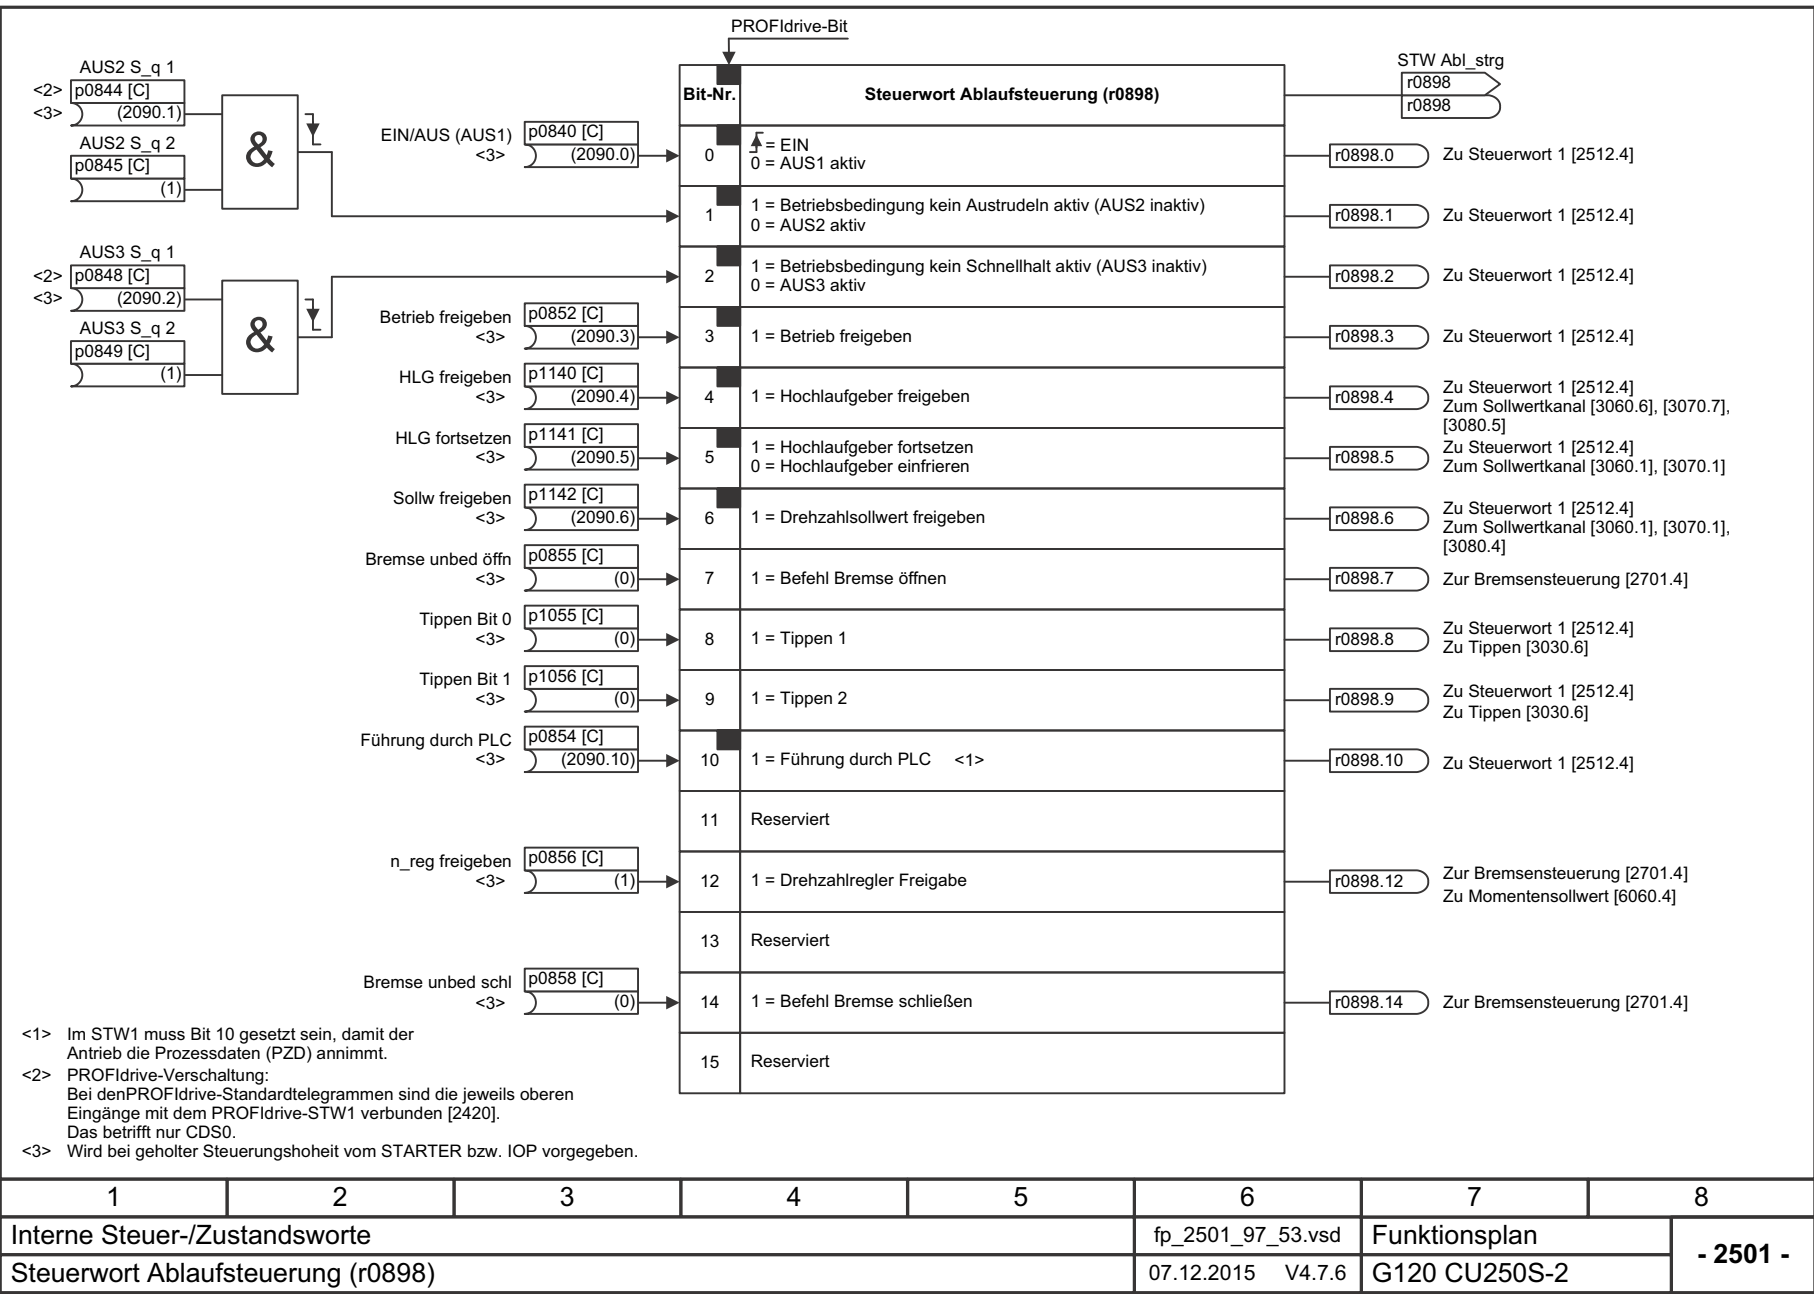 PROFIdrive-Bit
AUS2 S_q 1
<2> p0844 [C]
<3> (2090.1)
AUS2 S_q 2
p0845 [C]
(1)
&
AUS3 S_q 1
<2> p0848 [C]
<3> (2090.2)
AUS3 S_q 2
p0849 [C]
(1)
&
Bit-Nr. Steuerwort Ablaufsteuerung (r0898)
STW Abl_strg
r0898
r0898
EIN/AUS (AUS1) p0840 [C]
<3> (2090.0)
0
= EIN
0 = AUS1 aktiv
r0898.0 Zu Steuerwort 1 [2512.4]
1
1 = Betriebsbedingung kein Austrudeln aktiv (AUS2 inaktiv)
0 = AUS2 aktiv
r0898.1 Zu Steuerwort 1 [2512.4]
2
1 = Betriebsbedingung kein Schnellhalt aktiv (AUS3 inaktiv)
0 = AUS3 aktiv
r0898.2 Zu Steuerwort 1 [2512.4]
Betrieb freigeben p0852 [C]
<3> (2090.3)
3 1 = Betrieb freigeben
r0898.3 Zu Steuerwort 1 [2512.4]
HLG freigeben p1140 [C]
<3> (2090.4)
4 1 = Hochlaufgeber freigeben
r0898.4 Zu Steuerwort 1 [2512.4]
Zum Sollwertkanal [3060.6], [3070.7],
[3080.5]
HLG fortsetzen p1141 [C]
<3> (2090.5)
5
1 = Hochlaufgeber fortsetzen
0 = Hochlaufgeber einfrieren
r0898.5 Zu Steuerwort 1 [2512.4]
Zum Sollwertkanal [3060.1], [3070.1]
Sollw freigeben p1142 [C]
<3> (2090.6)
6 1 = Drehzahlsollwert freigeben
r0898.6 Zu Steuerwort 1 [2512.4]
Zum Sollwertkanal [3060.1], [3070.1],
[3080.4]
Bremse unbed öffn p0855 [C]
<3> (0)
7 1 = Befehl Bremse öffnen
r0898.7 Zur Bremsensteuerung [2701.4]
Tippen Bit 0 p1055 [C]
<3> (0)
8 1 = Tippen 1
r0898.8 Zu Steuerwort 1 [2512.4]
Zu Tippen [3030.6]
Tippen Bit 1 p1056 [C]
<3> (0)
9 1 = Tippen 2
r0898.9 Zu Steuerwort 1 [2512.4]
Zu Tippen [3030.6]
Führung durch PLC p0854 [C]
<3> (2090.10)
10 1 = Führung durch PLC <1>
r0898.10 Zu Steuerwort 1 [2512.4]
11 Reserviert
n_reg freigeben p0856 [C]
<3> (1)
12 1 = Drehzahlregler Freigabe
r0898.12 Zur Bremsensteuerung [2701.4]
Zu Momentensollwert [6060.4]
13 Reserviert
Bremse unbed schl p0858 [C]
<3> (0)
14 1 = Befehl Bremse schließen
r0898.14 Zur Bremsensteuerung [2701.4]
15 Reserviert
<1> Im STW1 muss Bit 10 gesetzt sein, damit der
Antrieb die Prozessdaten (PZD) annimmt.
<2> PROFIdrive-Verschaltung:
Bei denPROFIdrive-Standardtelegrammen sind die jeweils oberen
Eingänge mit dem PROFIdrive-STW1 verbunden [2420].
Das betrifft nur CDS0.
<3> Wird bei geholter Steuerungshoheit vom STARTER bzw. IOP vorgegeben.
1 2 3 4 5 6 7 8
Interne Steuer-/Zustandsworte fp_2501_97_53.vsd Funktionsplan
- 2501 -
Steuerwort Ablaufsteuerung (r0898) 07.12.2015 V4.7.6 G120 CU250S-2